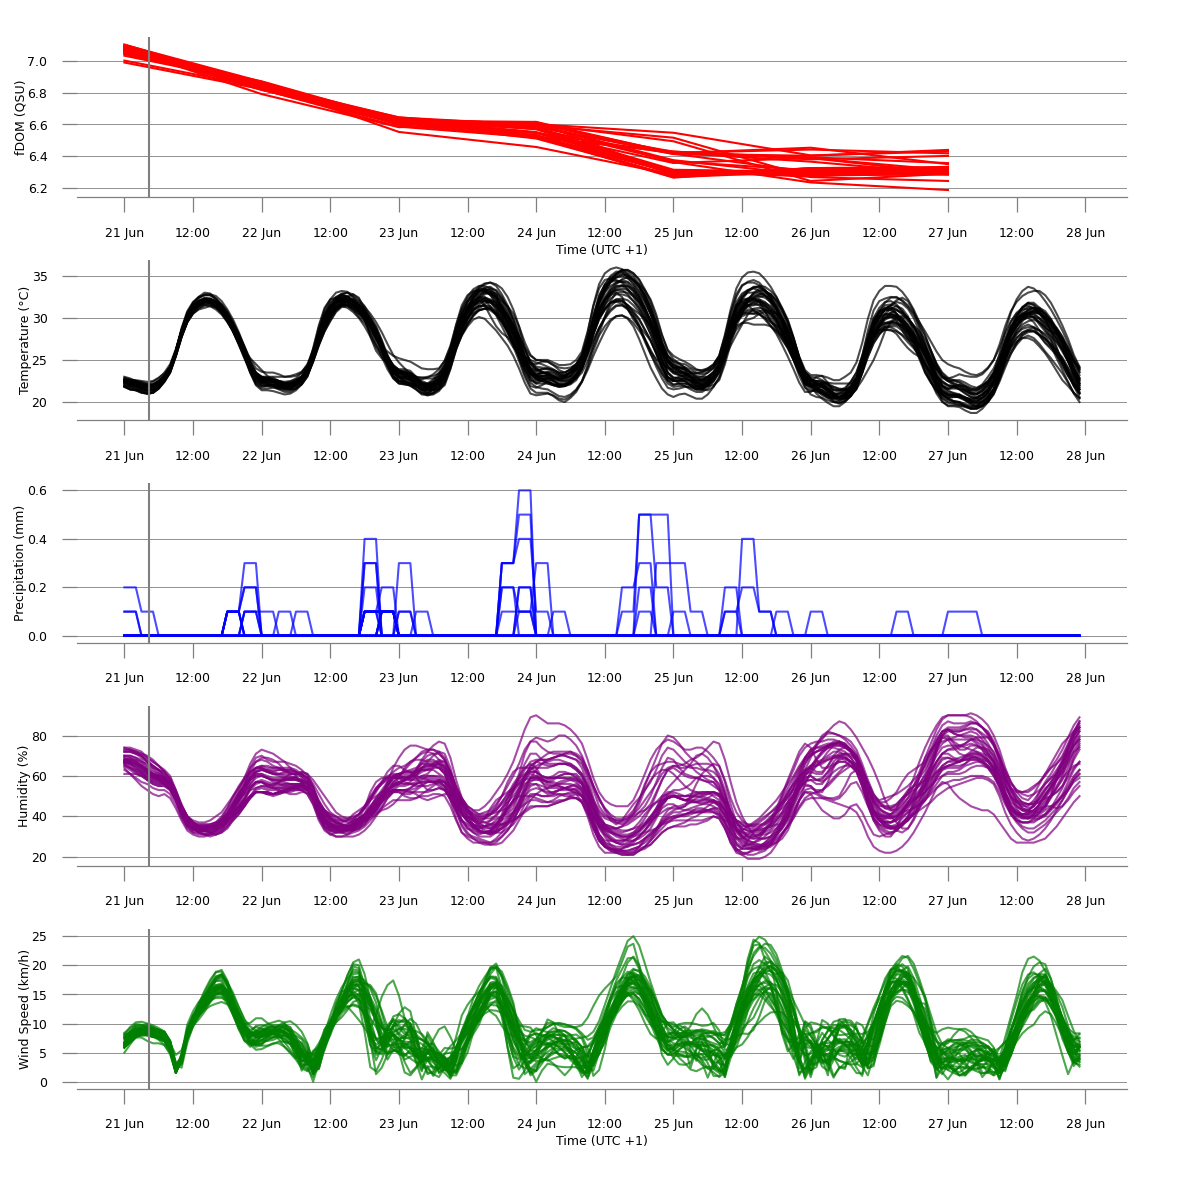 fDOM (QSU)
7.0
6.8
6.6
6.4
6.2
21 Jun 12:00 22 Jun 12:00 23 Jun 12:00 24 Jun 12:00 25 Jun 12:00 26 Jun 12:00 27 Jun 12:00 28 Jun
Time (UTC +1)
Temperature (°C)
35
30
25
20
21 Jun 12:00 22 Jun 12:00 23 Jun 12:00 24 Jun 12:00 25 Jun 12:00 26 Jun 12:00 27 Jun 12:00 28 Jun
Precipitation (mm)
0.6
0.4
0.2
0.0
21 Jun 12:00 22 Jun 12:00 23 Jun 12:00 24 Jun 12:00 25 Jun 12:00 26 Jun 12:00 27 Jun 12:00 28 Jun
Humidity (%)
80
60
40
20
21 Jun 12:00 22 Jun 12:00 23 Jun 12:00 24 Jun 12:00 25 Jun 12:00 26 Jun 12:00 27 Jun 12:00 28 Jun
Wind Speed (km/h)
25
20
15
10
5
0
21 Jun 12:00 22 Jun 12:00 23 Jun 12:00 24 Jun 12:00 25 Jun 12:00 26 Jun 12:00 27 Jun 12:00 28 Jun
Time (UTC +1)